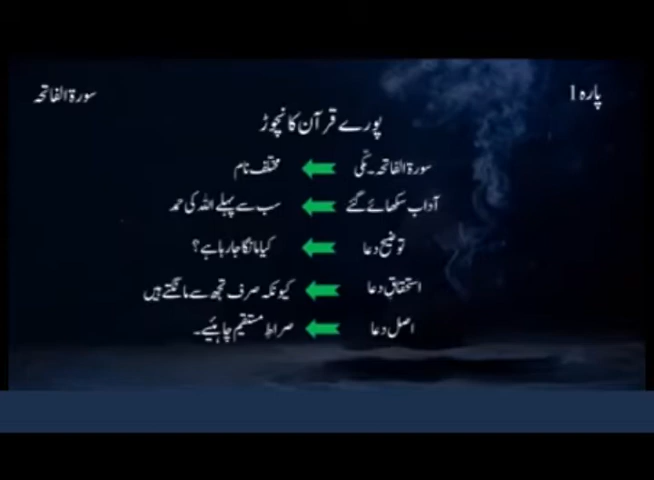 پارہ 1
سورۃ الفاتحہ
پورے قرآن کا نچوڑ
سورۃ الفاتحہ۔ مکّی مختلف نام
آداب سکھائے گئے سب سے پہلے اللہ کی حمد
توضیح دعا کیا مانگا جا رہا ہے؟
استحقاق دعا کیونکہ صرف تجھ سے مانگتے ہیں
اصل دعا صراطِ مستقیم چاہئیے۔